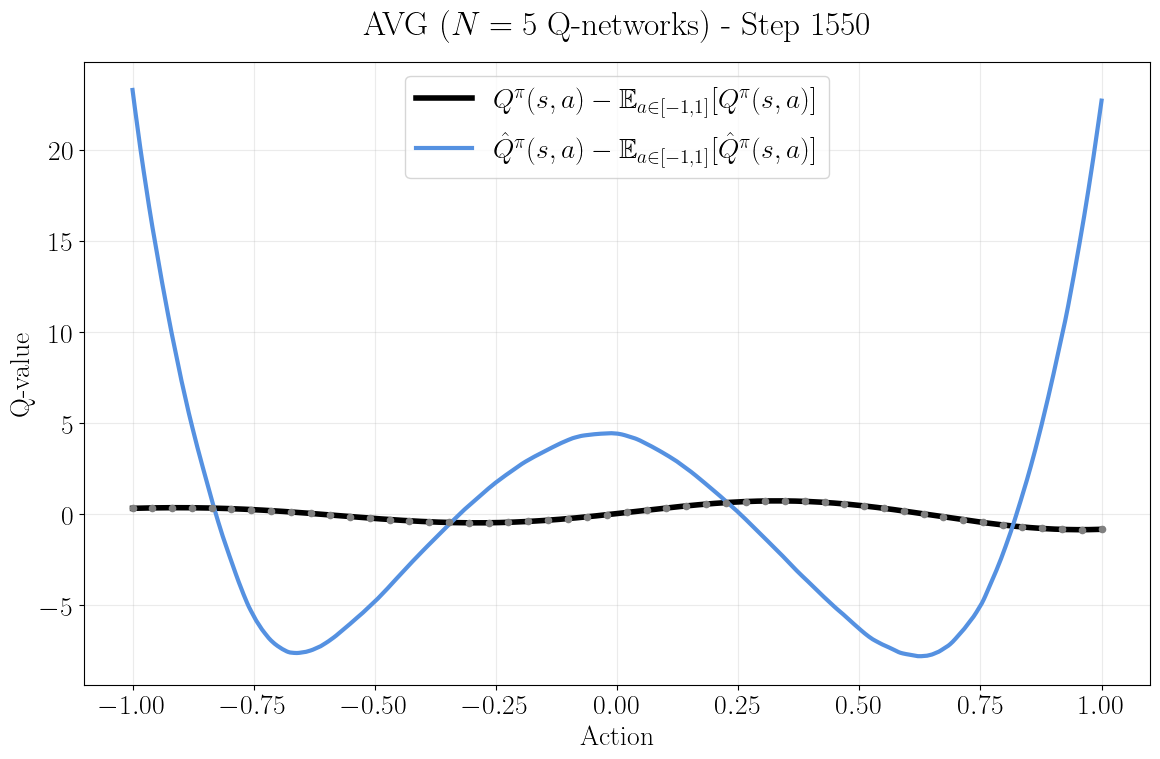 AVG (N = 5 Q-networks) - Step 1550
Q^π(s, a) − 𝔼_{a∈[−1,1]}[Q^π(s, a)]
Q̂^π(s, a) − 𝔼_{a∈[−1,1]}[Q̂^π(s, a)]
Q-value
20
15
10
5
0
−5
−1.00 −0.75 −0.50 −0.25 0.00 0.25 0.50 0.75 1.00
Action